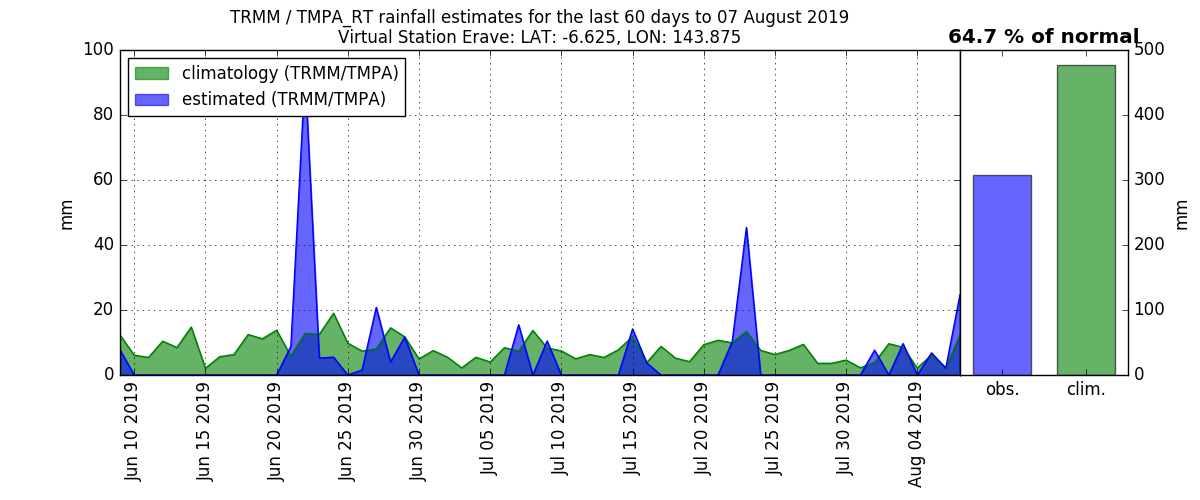 TRMM / TMPA_RT rainfall estimates for the last 60 days to 07 August 2019
Virtual Station Erave: LAT: -6.625, LON: 143.875
64.7 % of normal
climatology (TRMM/TMPA)
estimated (TRMM/TMPA)
100
80
60
40
20
0
mm
Jun 10 2019
Jun 15 2019
Jun 20 2019
Jun 25 2019
Jun 30 2019
Jul 05 2019
Jul 10 2019
Jul 15 2019
Jul 20 2019
Jul 25 2019
Jul 30 2019
Aug 04 2019
500
400
300
200
100
0
mm
obs.
clim.